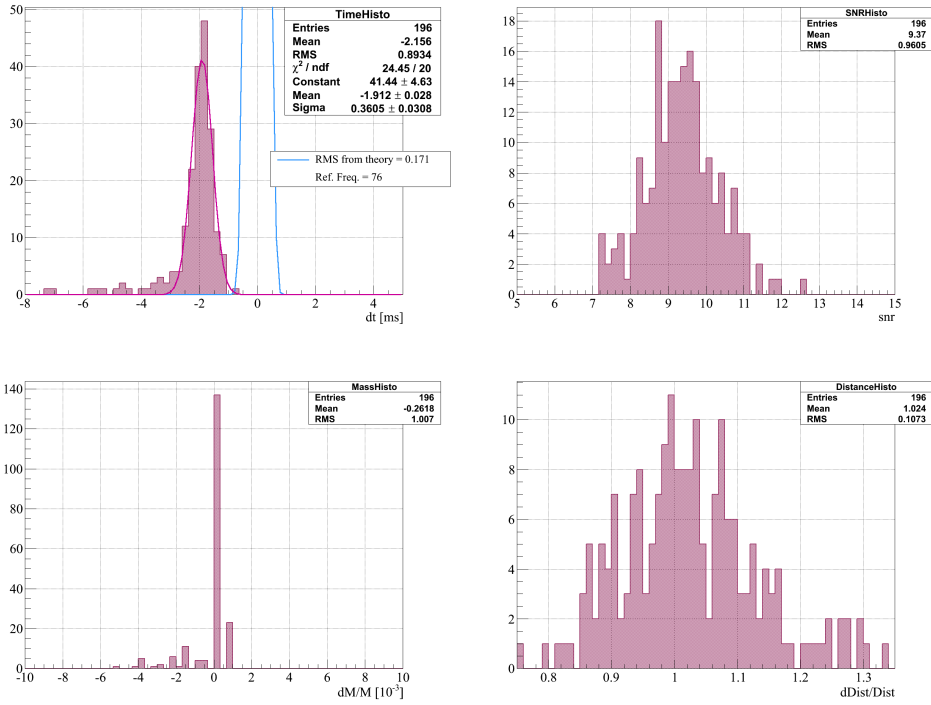 TimeHisto
Entries 196
Mean -2.156
RMS 0.8934
χ² / ndf 24.45 / 20
Constant 41.44 ± 4.63
Mean -1.912 ± 0.028
Sigma 0.3605 ± 0.0308
RMS from theory = 0.171
Ref. Freq. = 76
50
40
30
20
10
0
-8 -6 -4 -2 0 2 4
dt [ms]
SNRHisto
Entries 196
Mean 9.37
RMS 0.9605
18
16
14
12
10
8
6
4
2
0
5 6 7 8 9 10 11 12 13 14 15
snr
MassHisto
Entries 196
Mean -0.2618
RMS 1.007
140
120
100
80
60
40
20
0
-10 -8 -6 -4 -2 0 2 4 6 8 10
dM/M [10⁻³]
DistanceHisto
Entries 196
Mean 1.024
RMS 0.1073
10
8
6
4
2
0
0.8 0.9 1 1.1 1.2 1.3
dDist/Dist